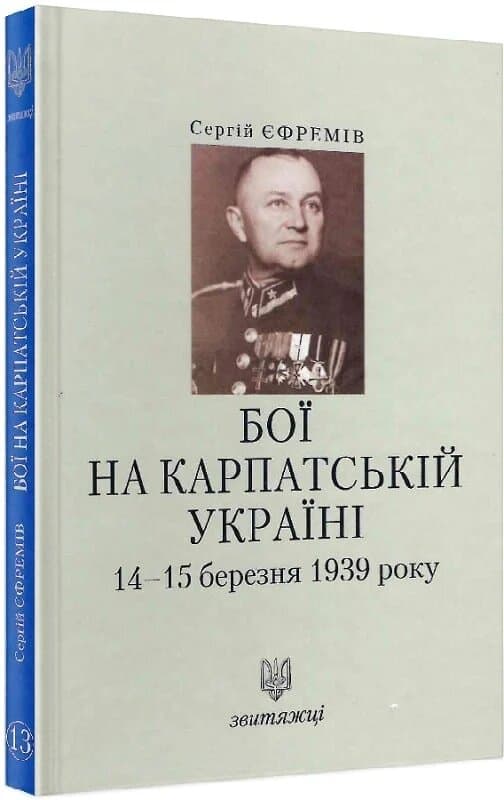 звитяжці
БОЇ НА КАРПАТСЬКІЙ УКРАЇНІ
Сергій ЄФРЕМІВ
13
Сергій ЄФРЕМІВ
БОЇ
НА КАРПАТСЬКІЙ
УКРАЇНІ
14–15 березня 1939 року
звитяжці